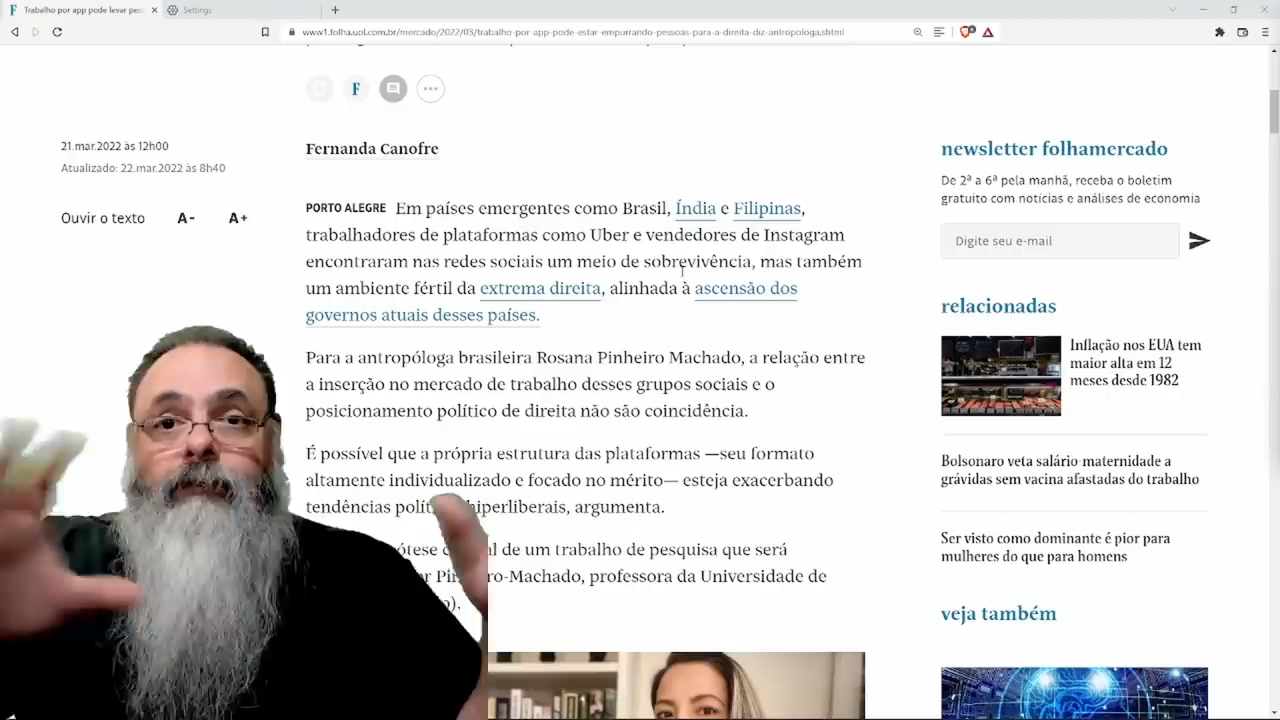 Trabalho por app pode levar pes
Settings
www1.folha.uol.com.br/mercado/2022/03/trabalho-por-app-pode-estar-empurrando-pessoas-para-a-direita-diz-antropologa.shtml
F
21.mar.2022 às 12h00
Atualizado: 22.mar.2022 às 8h40
Ouvir o texto A- A+
Fernanda Canofre
PORTO ALEGRE Em países emergentes como Brasil, Índia e Filipinas,
trabalhadores de plataformas como Uber e vendedores de Instagram
encontraram nas redes sociais um meio de sobrevivência, mas também
um ambiente fértil da extrema direita, alinhada à ascensão dos
governos atuais desses países.
Para a antropóloga brasileira Rosana Pinheiro Machado, a relação entre
a inserção no mercado de trabalho desses grupos sociais e o
posicionamento político de direita não são coincidência.
É possível que a própria estrutura das plataformas —seu formato
altamente individualizado e focado no mérito— esteja exacerbando
tendências hiperliberais, argumenta.
de um trabalho de pesquisa que será
professora da Universidade de
newsletter folhamercado
De 2ª a 6ª pela manhã, receba o boletim
gratuito com notícias e análises de economia
Digite seu e-mail
relacionadas
Inflação nos EUA tem
maior alta em 12
meses desde 1982
Bolsonaro veta salário-maternidade a
grávidas sem vacina afastadas do trabalho
Ser visto como dominante é pior para
mulheres do que para homens
veja também